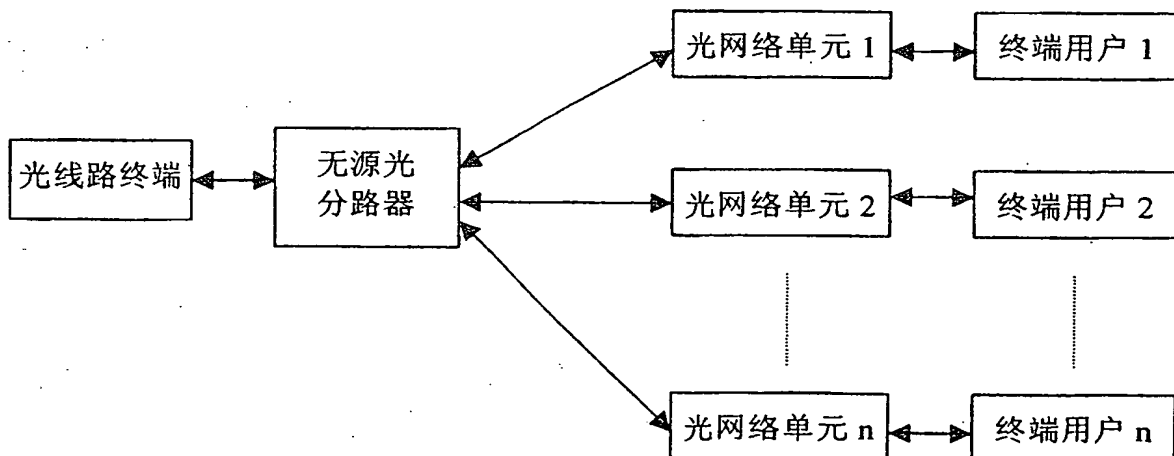 光网络单元 1
终端用户 1
光线路终端
无源光
分路器
光网络单元 2
终端用户 2
光网络单元 n
终端用户 n